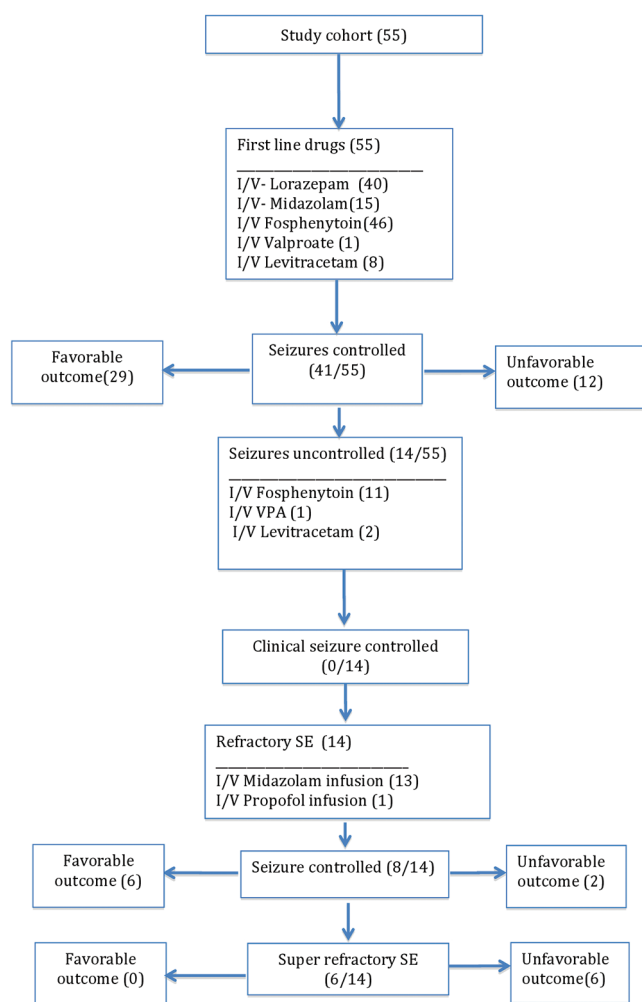 Study cohort (55)
First line drugs (55)
I/V- Lorazepam (40)
I/V- Midazolam(15)
I/V Fosphenytoin(46)
I/V Valproate (1)
I/V Levitracetam (8)
Favorable
outcome(29)
Seizures controlled
(41/55)
Unfavorable
outcome (12)
Seizures uncontrolled (14/55)
I/V Fosphenytoin (11)
I/V VPA (1)
I/V Levitracetam (2)
Clinical seizure controlled
(0/14)
Refractory SE (14)
I/V Midazolam infusion (13)
I/V Propofol infusion (1)
Favorable
outcome (6)
Seizure controlled (8/14)
Unfavorable
outcome (2)
Favorable
outcome (0)
Super refractory SE
(6/14)
Unfavorable
outcome(6)